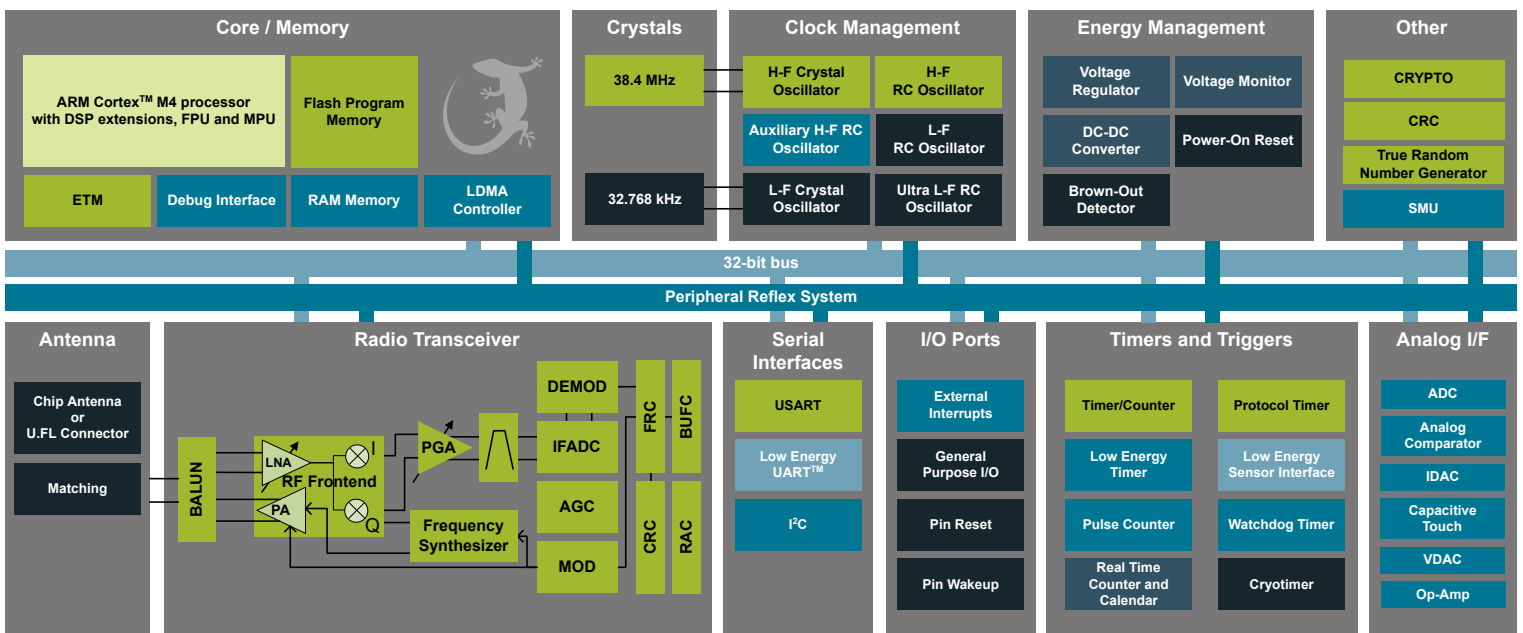 Core / Memory
ARM Cortex™ M4 processor
with DSP extensions, FPU and MPU
Flash Program
Memory
ETM
Debug Interface
RAM Memory
LDMA
Controller
Crystals
38.4 MHz
32.768 kHz
Clock Management
H-F Crystal
Oscillator
H-F
RC Oscillator
Auxiliary H-F RC
Oscillator
L-F
RC Oscillator
L-F Crystal
Oscillator
Ultra L-F RC
Oscillator
Energy Management
Voltage
Regulator
Voltage Monitor
DC-DC
Converter
Power-On Reset
Brown-Out
Detector
Other
CRYPTO
CRC
True Random
Number Generator
SMU
32-bit bus
Peripheral Reflex System
Antenna
Chip Antenna
or
U.FL Connector
Matching
Radio Transceiver
BALUN
LNA
RF Frontend
PA
I
Q
PGA
Frequency
Synthesizer
DEMOD
IFADC
AGC
MOD
FRC
BUFC
CRC
RAC
Serial
Interfaces
USART
Low Energy
UART™
I²C
I/O Ports
External
Interrupts
General
Purpose I/O
Pin Reset
Pin Wakeup
Timers and Triggers
Timer/Counter
Protocol Timer
Low Energy
Timer
Low Energy
Sensor Interface
Pulse Counter
Watchdog Timer
Real Time
Counter and
Calendar
Cryotimer
Analog I/F
ADC
Analog
Comparator
IDAC
Capacitive
Touch
VDAC
Op-Amp